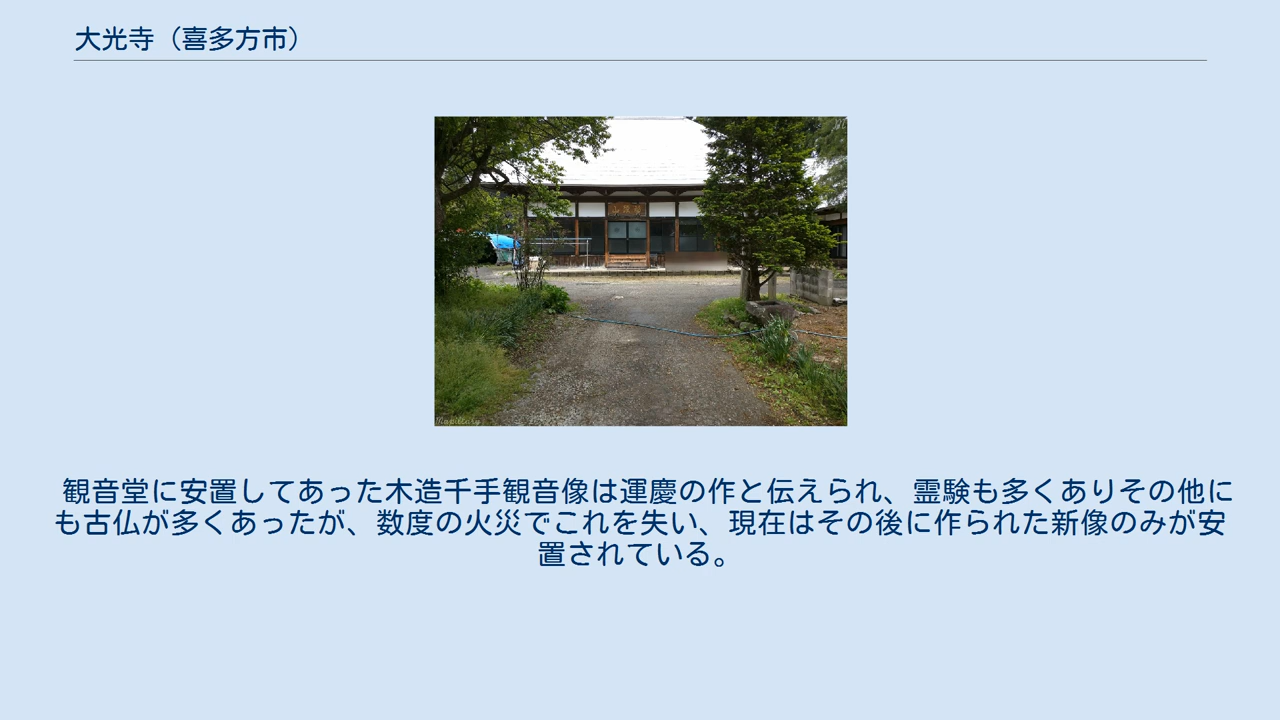 大光寺（喜多方市）
観音堂に安置してあった木造千手観音像は運慶の作と伝えられ、霊験も多くありその他に
も古仏が多くあったが、数度の火災でこれを失い、現在はその後に作られた新像のみが安
置されている。